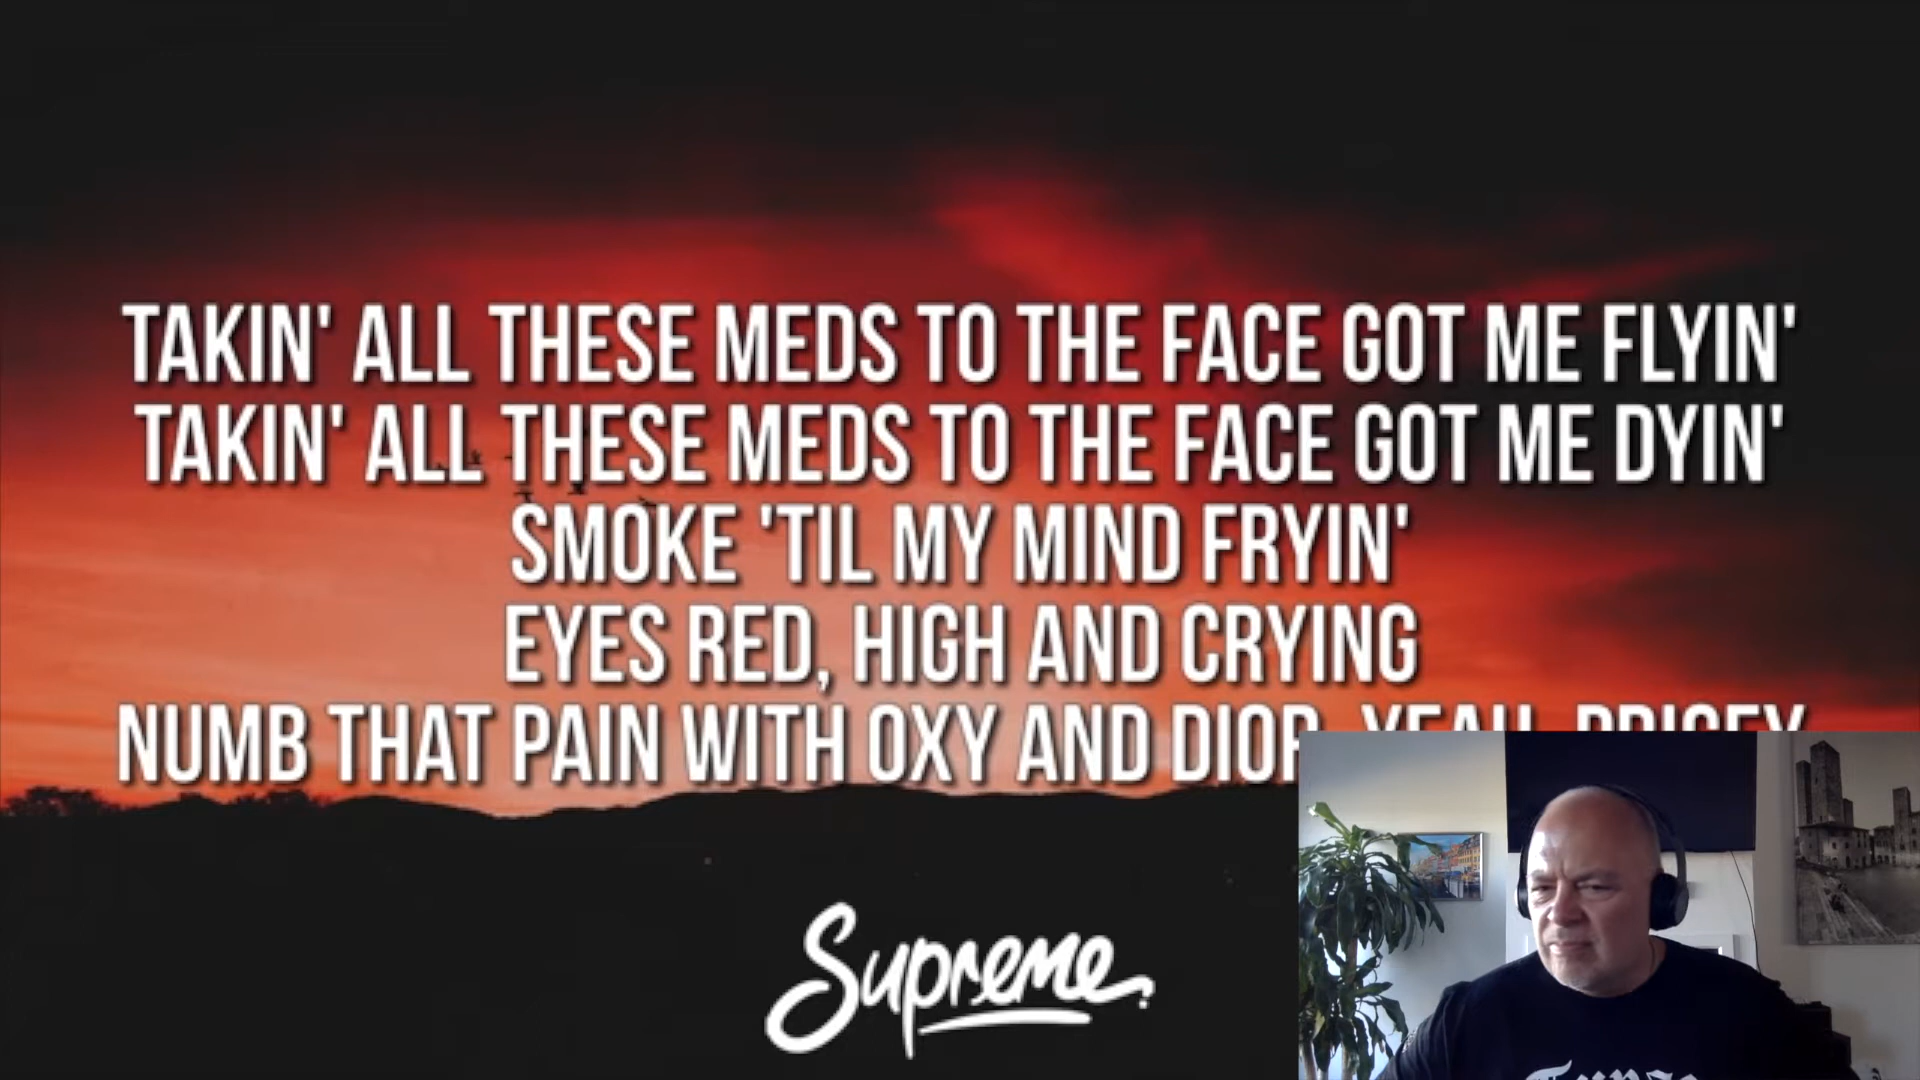 TAKIN' ALL THESE MEDS TO THE FACE GOT ME FLYIN'
TAKIN' ALL THESE MEDS TO THE FACE GOT ME DYIN'
SMOKE 'TIL MY MIND FRYIN'
EYES RED, HIGH AND CRYING
NUMB THAT PAIN WITH OXY AND DIOR, YEAH, PRICEY
Supreme.